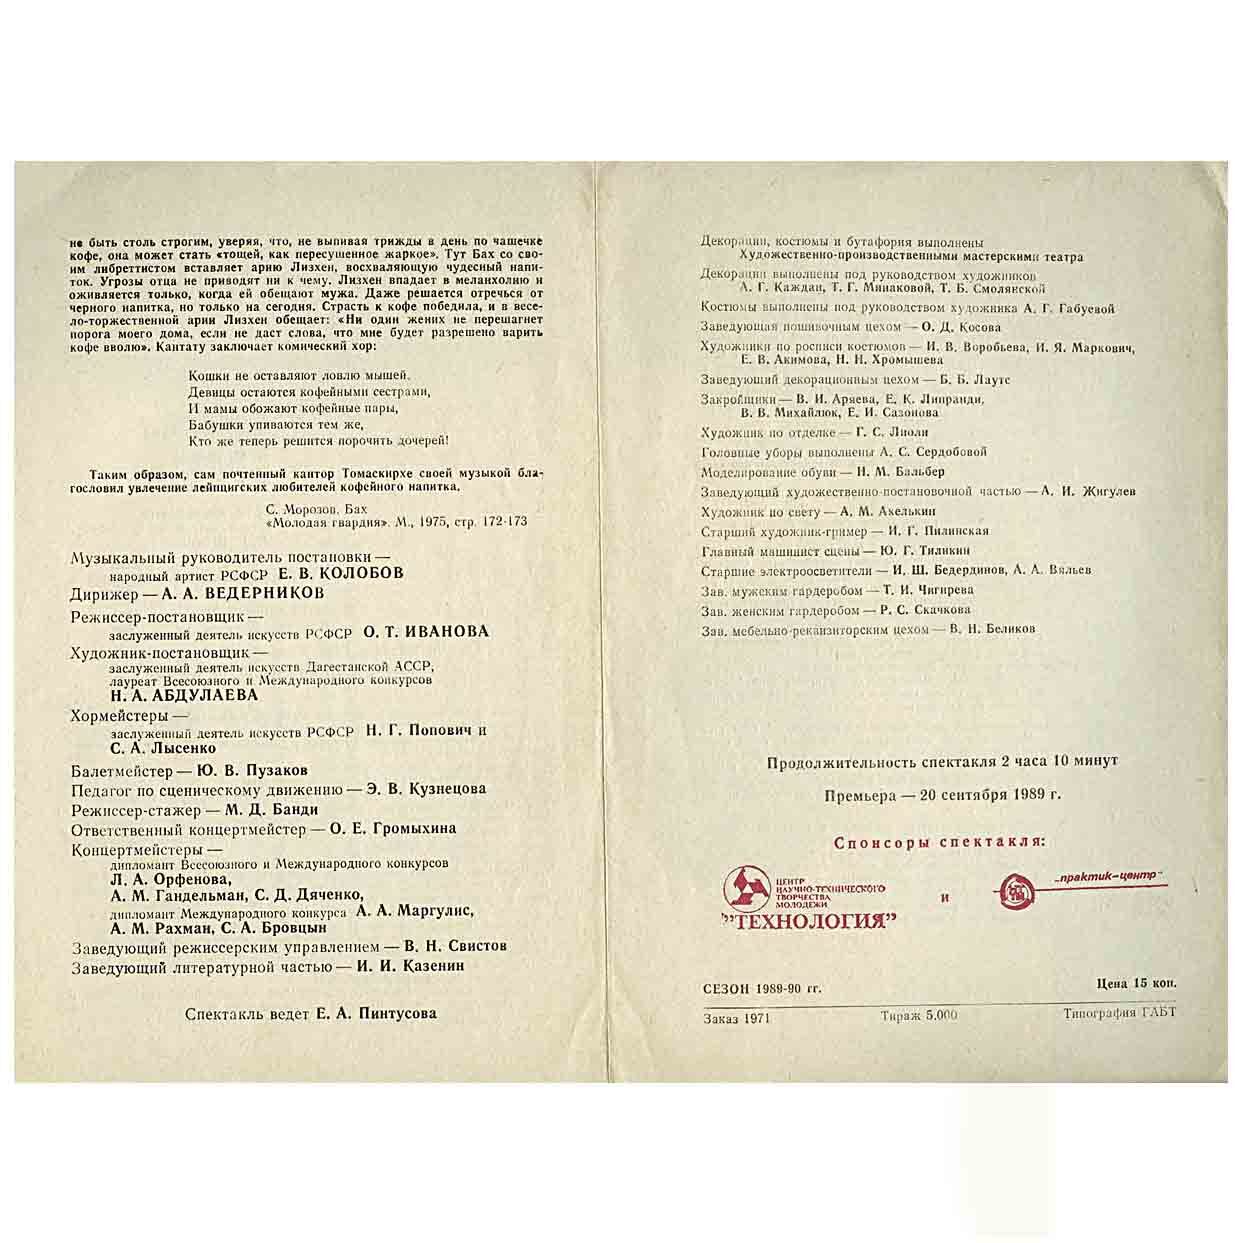 не быть столь строгим, уверяя, что, не выпивая трижды в день по чашечке
кофе, она может стать «тощей, как пересушенное жаркое». Тут Бах со сво-
им либреттистом вставляет арию Лизхен, восхваляющую чудесный напи-
ток. Угрозы отца не приводят ни к чему. Лизхен впадает в меланхолию и
оживляется только, когда ей обещают мужа. Даже решается отречься от
черного напитка, но только на сегодня. Страсть к кофе победила, и в весе-
ло-торжественной арии Лизхен обещает: «Ни один жених не перешагнет
порога моего дома, если не даст слова, что мне будет разрешено варить
кофе вволю». Кантату заключает комический хор:
Кошки не оставляют ловлю мышей.
Девицы остаются кофейными сестрами,
И мамы обожают кофейные пары,
Бабушки упиваются тем же,
Кто же теперь решится порочить дочерей!
Таким образом, сам почтенный кантор Томаскирхе своей музыкой бла-
гословил увлечение лейпцигских любителей кофейного напитка.
С. Морозов. Бах
«Молодая гвардия». М., 1975, стр. 172-173
Музыкальный руководитель постановки —
народный артист РСФСР Е. В. КОЛОБОВ
Дирижер — А. А. ВЕДЕРНИКОВ
Режиссер-постановщик —
заслуженный деятель искусств РСФСР О. Т. ИВАНОВА
Художник-постановщик —
заслуженный деятель искусств Дагестанской АССР,
лауреат Всесоюзного и Международного конкурсов
Н. А. АБДУЛАЕВА
Хормейстеры —
заслуженный деятель искусств РСФСР Н. Г. Попович и
С. А. Лысенко
Балетмейстер — Ю. В. Пузаков
Педагог по сценическому движению — Э. В. Кузнецова
Режиссер-стажер — М. Д. Банди
Ответственный концертмейстер — О. Е. Громыхина
Концертмейстеры —
дипломант Всесоюзного и Международного конкурсов
Л. А. Орфенова,
А. М. Гандельман, С. Д. Дяченко,
дипломант Международного конкурса А. А. Маргулис,
А. М. Рахман, С. А. Бровцын
Заведующий режиссерским управлением — В. Н. Свистов
Заведующий литературной частью — И. И. Казенин
Спектакль ведет Е. А. Пинтусова
Декорации, костюмы и бутафория выполнены
Художественно-производственными мастерскими театра
Декорации выполнены под руководством художников
А. Г. Каждан, Т. Г. Минаковой, Т. Б. Смолянской
Костюмы выполнены под руководством художника А. Г. Габуевой
Заведующая пошивочным цехом — О. Д. Косова
Художники по росписи костюмов — И. В. Воробьева, И. Я. Маркович,
Е. В. Акимова, Н. Н. Хромышева
Заведующий декорационным цехом — Б. Б. Лаутс
Закройщики — В. И. Аряева, Е. К. Липранди,
В. В. Михайлюк, Е. И. Сазонова
Художник по отделке — Г. С. Лполи
Головные уборы выполнены А. С. Сердобовой
Моделирование обуви — Н. М. Бальбер
Заведующий художественно-постановочной частью — А. И. Жигулев
Художник по свету — А. М. Ахелькин
Старший художник-гример — И. Г. Пилинская
Главный машинист сцены — Ю. Г. Тиликин
Старшие электроосветители — И. Ш. Бедердинов, А. А. Вяльев
Зав. мужским гардеробом — Т. И. Чигирева
Зав. женским гардеробом — Р. С. Скачкова
Зав. мебельно-реквизиторским цехом — В. Н. Беликов
Продолжительность спектакля 2 часа 10 минут
Премьера — 20 сентября 1989 г.
Спонсоры спектакля:
ЦЕНТР
НАУЧНО-ТЕХНИЧЕСКОГО
ТВОРЧЕСТВА
МОЛОДЕЖИ
"ТЕХНОЛОГИЯ"
и
„практик-центр"
СЕЗОН 1989-90 гг.
Цена 15 коп.
Заказ 1971
Тираж 5.000
Типография ГАБТ